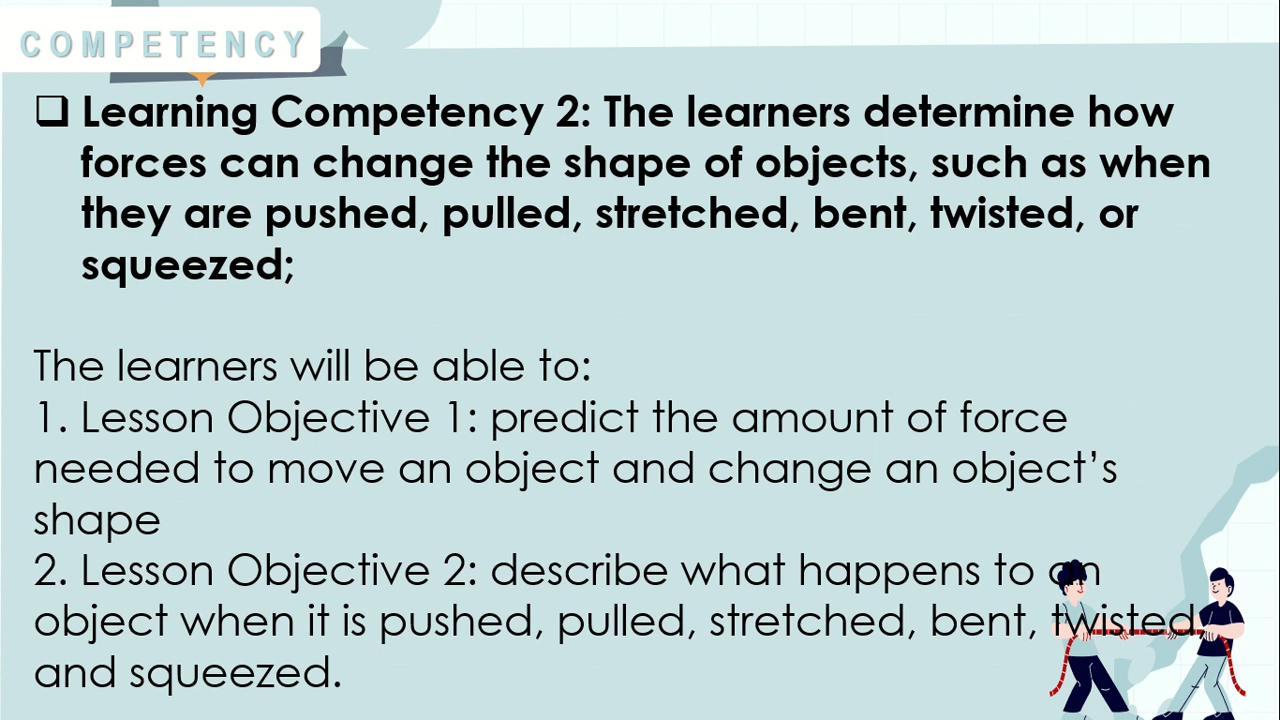 COMPETENCY
❑ Learning Competency 2: The learners determine how
forces can change the shape of objects, such as when
they are pushed, pulled, stretched, bent, twisted, or
squeezed;
The learners will be able to:
1. Lesson Objective 1: predict the amount of force
needed to move an object and change an object’s
shape
2. Lesson Objective 2: describe what happens to an
object when it is pushed, pulled, stretched, bent, twisted,
and squeezed.